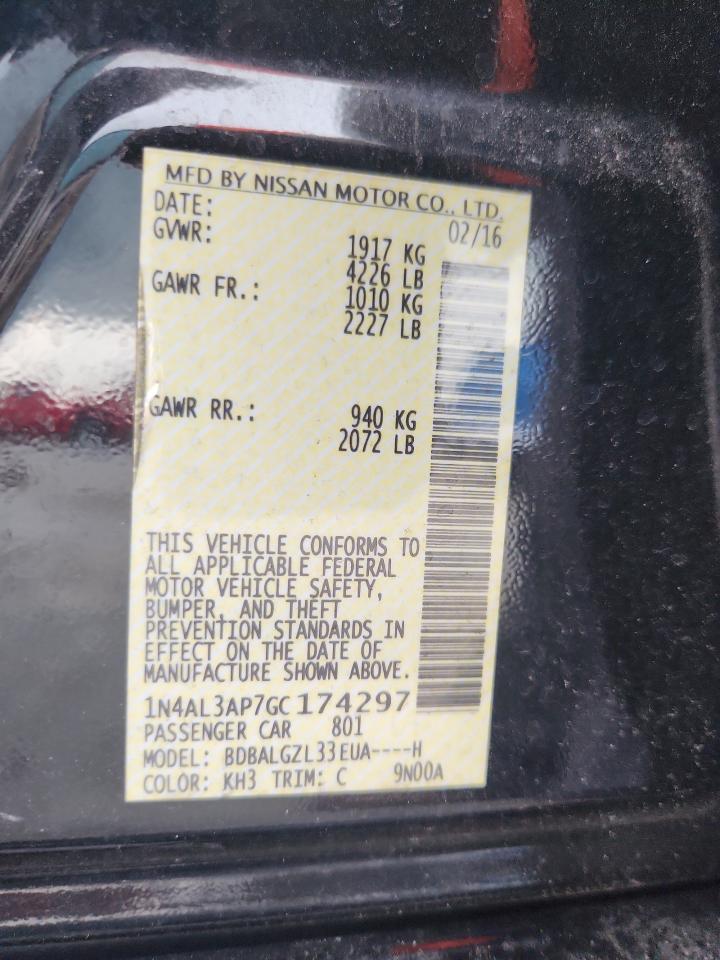 MFD BY NISSAN MOTOR CO., LTD.
DATE: 02/16
GVWR: 1917 KG
4226 LB
GAWR FR.: 1010 KG
2227 LB
GAWR RR.: 940 KG
2072 LB
THIS VEHICLE CONFORMS TO
ALL APPLICABLE FEDERAL
MOTOR VEHICLE SAFETY,
BUMPER, AND THEFT
PREVENTION STANDARDS IN
EFFECT ON THE DATE OF
MANUFACTURE SHOWN ABOVE.
1N4AL3AP7GC174297
PASSENGER CAR 801
MODEL: BDBALGZL33EUA----H
COLOR: KH3 TRIM: C 9N00A